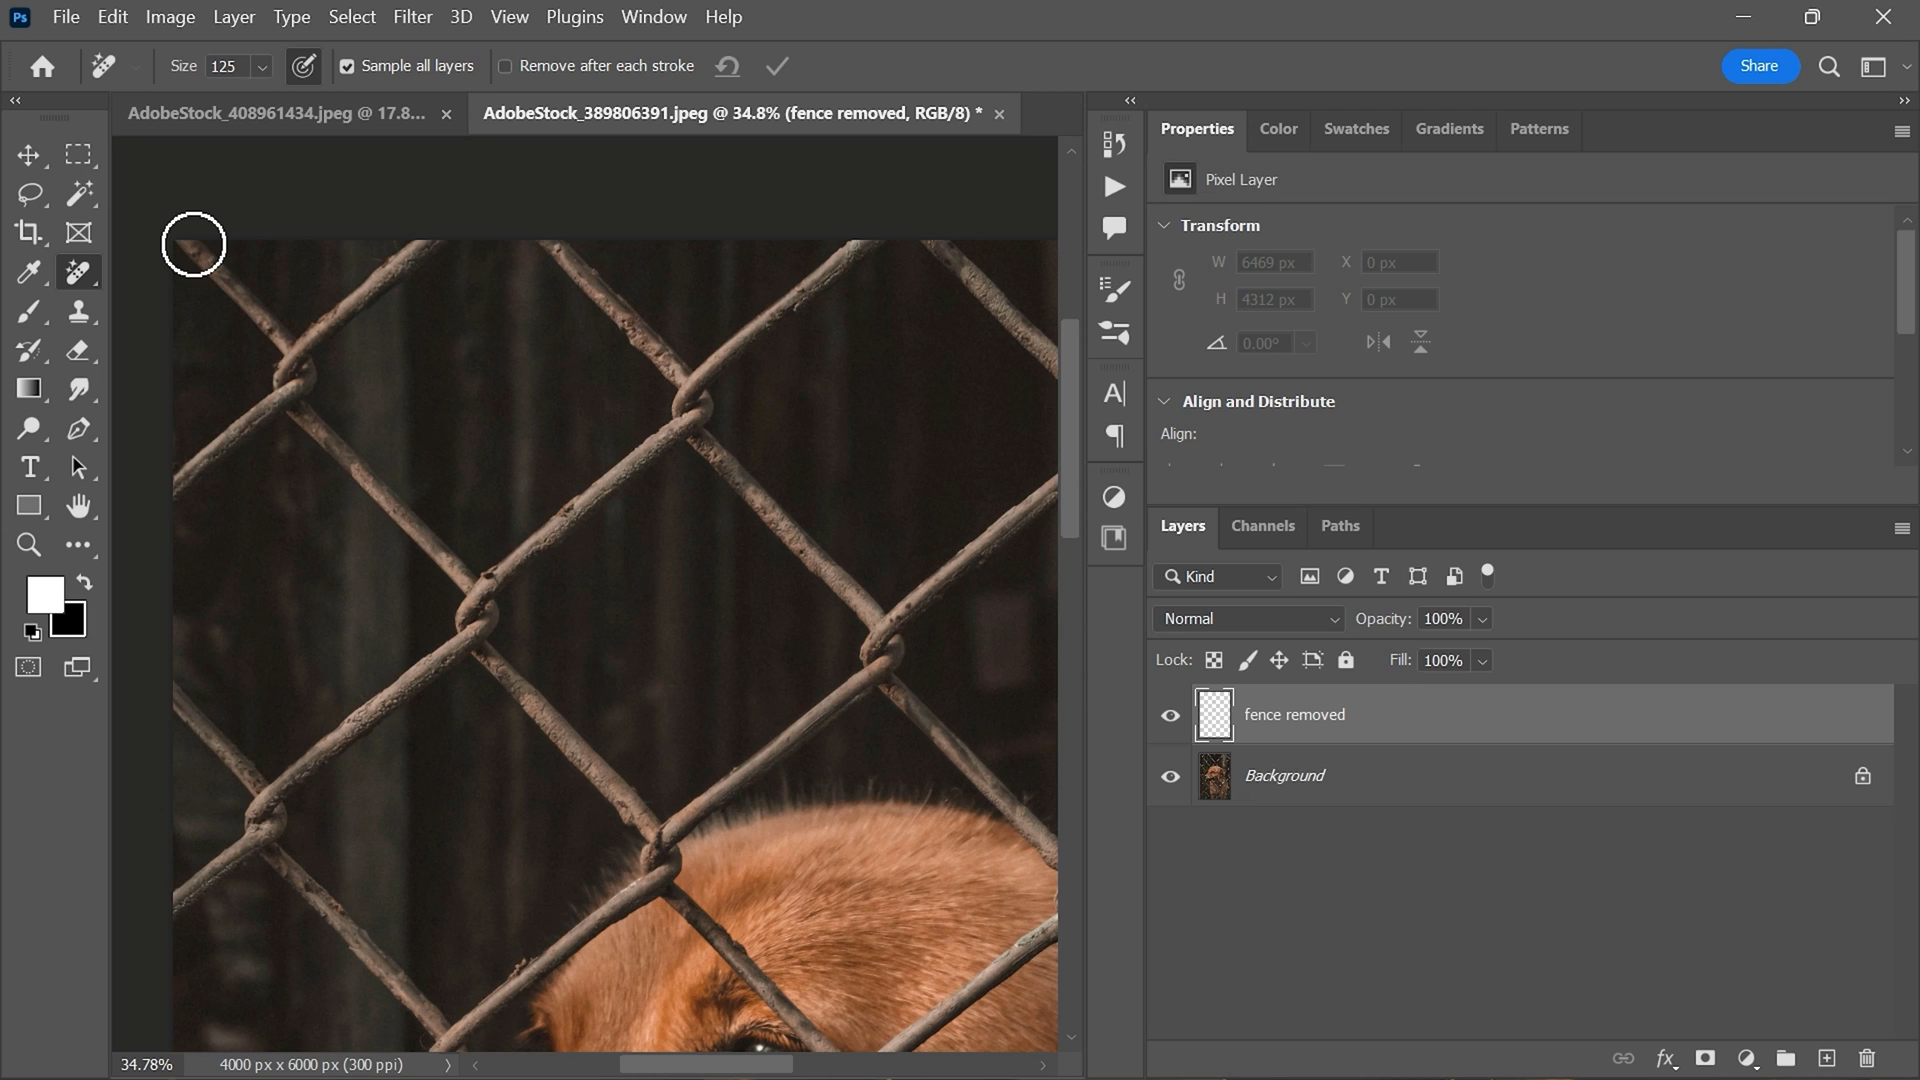 Ps File Edit Image Layer Type Select Filter 3D View Plugins Window Help
Size 125 Sample all layers Remove after each stroke Share
AdobeStock_408961434.jpeg @ 17.8... × AdobeStock_389806391.jpeg @ 34.8% (fence removed, RGB/8) * ×
Properties Color Swatches Gradients Patterns
Pixel Layer
Transform
W 6469 px X 0 px
H 4312 px Y 0 px
0.00°
Align and Distribute
Align:
Layers Channels Paths
Kind
Normal Opacity: 100%
Lock: Fill: 100%
fence removed
Background
34.78% 4000 px x 6000 px (300 ppi)